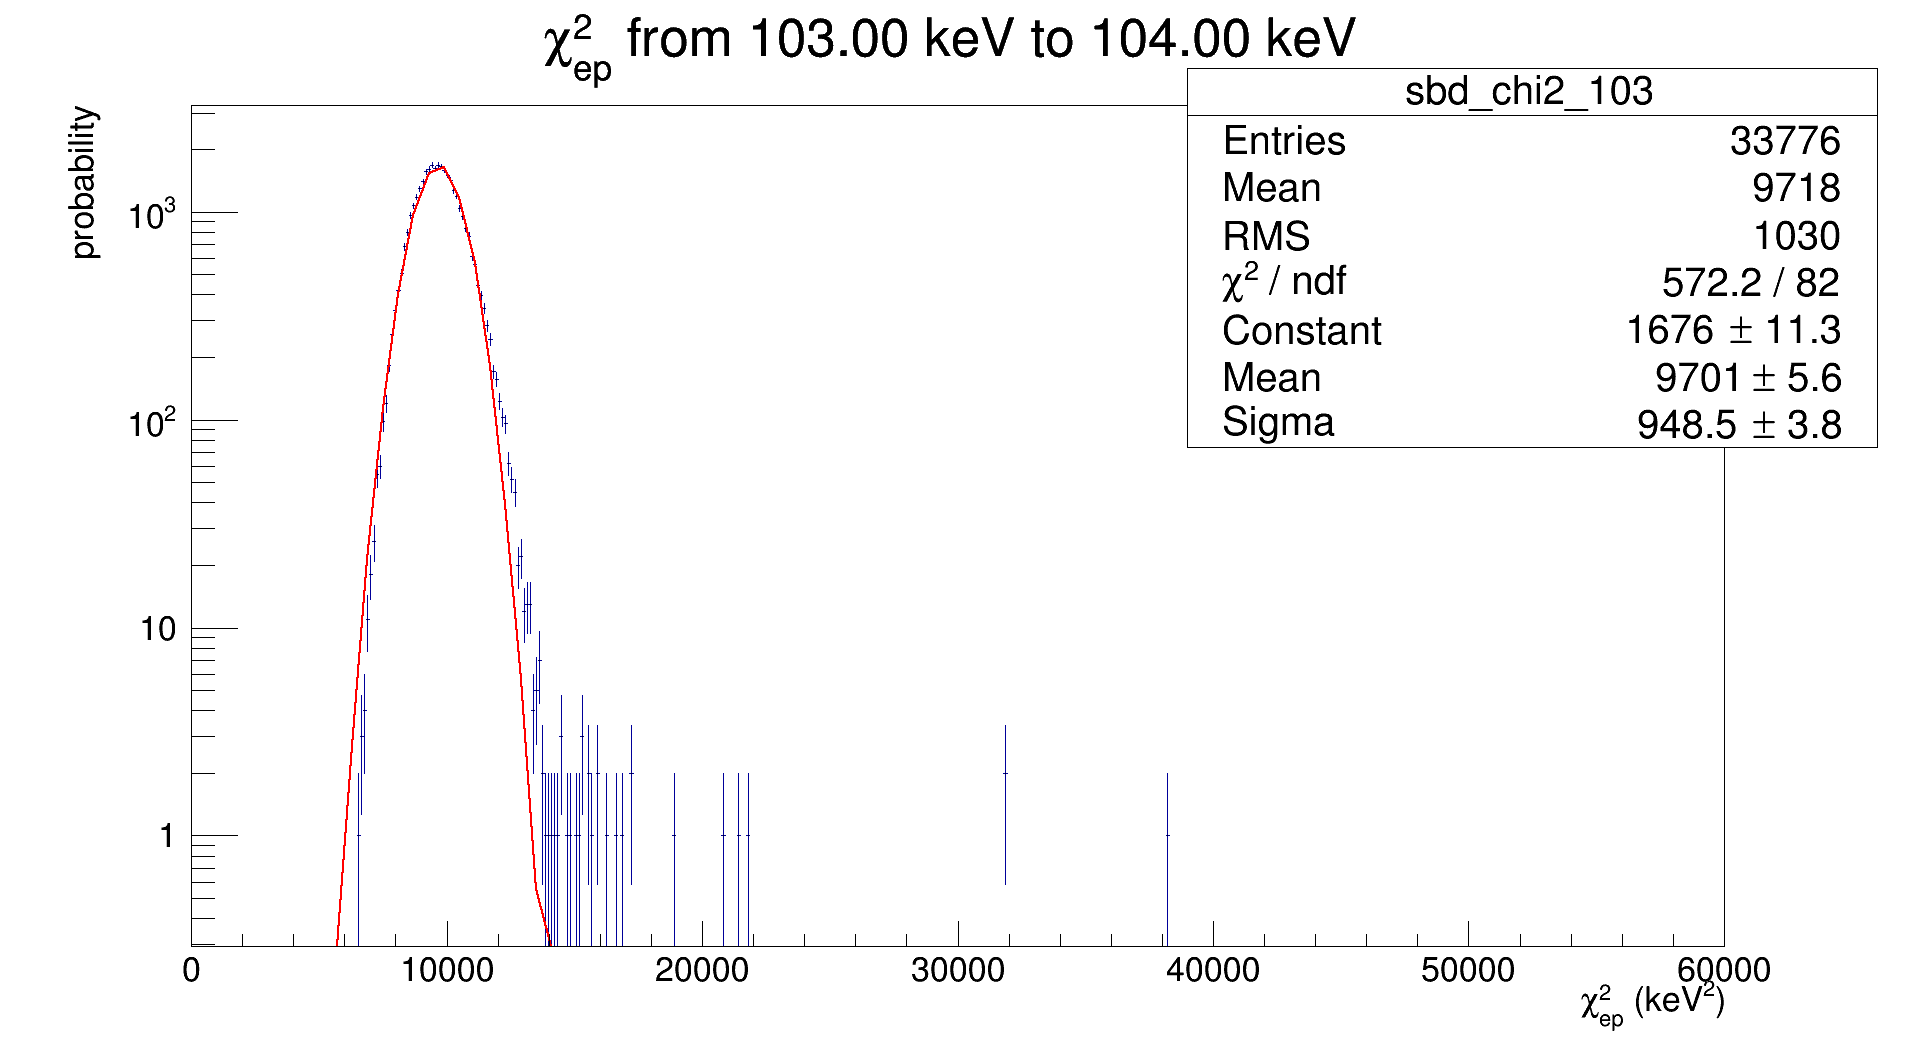 χ²ep from 103.00 keV to 104.00 keV
probability
sbd_chi2_103
Entries 33776
Mean 9718
RMS 1030
χ² / ndf 572.2 / 82
Constant 1676 ± 11.3
Mean 9701 ± 5.6
Sigma 948.5 ± 3.8
10³
10²
10
1
0 10000 20000 30000 40000 50000 60000
χ²ep (keV²)